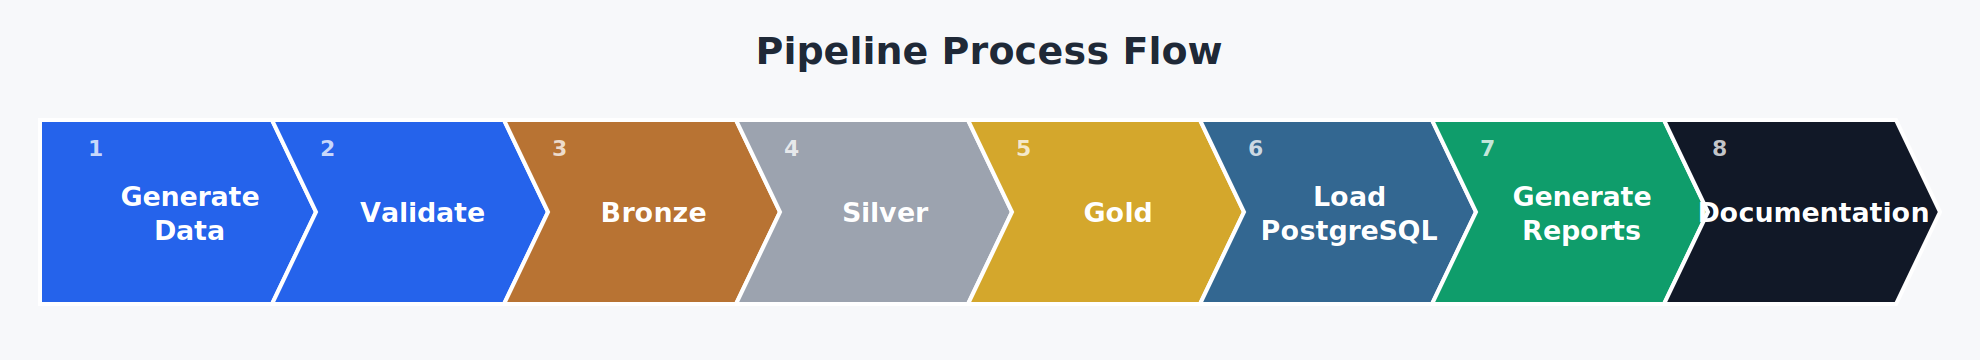 Pipeline Process Flow
1
Generate
Data
2
Validate
3
Bronze
4
Silver
5
Gold
6
Load
PostgreSQL
7
Generate
Reports
8
Documentation